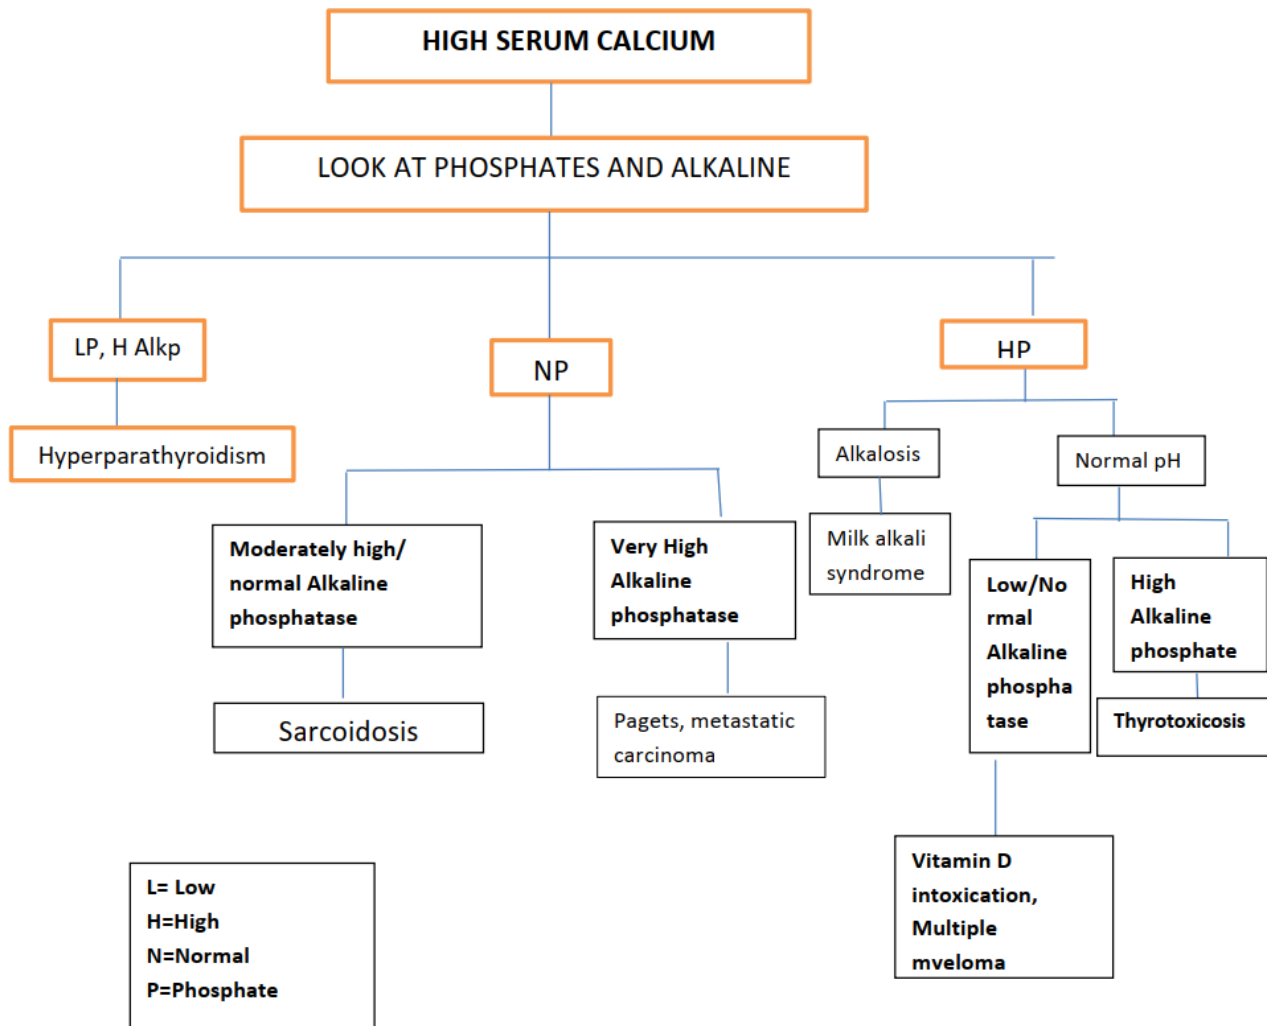 HIGH SERUM CALCIUM
LOOK AT PHOSPHATES AND ALKALINE
LP, H Alkp
NP
HP
Hyperparathyroidism
Alkalosis
Normal pH
Moderately high/
normal Alkaline
phosphatase
Very High
Alkaline
phosphatase
Milk alkali
syndrome
Low/No
rmal
Alkaline
phospha
tase
High
Alkaline
phosphate
Sarcoidosis
Pagets, metastatic
carcinoma
Thyrotoxicosis
Vitamin D
intoxication,
Multiple
mveloma
L= Low
H=High
N=Normal
P=Phosphate